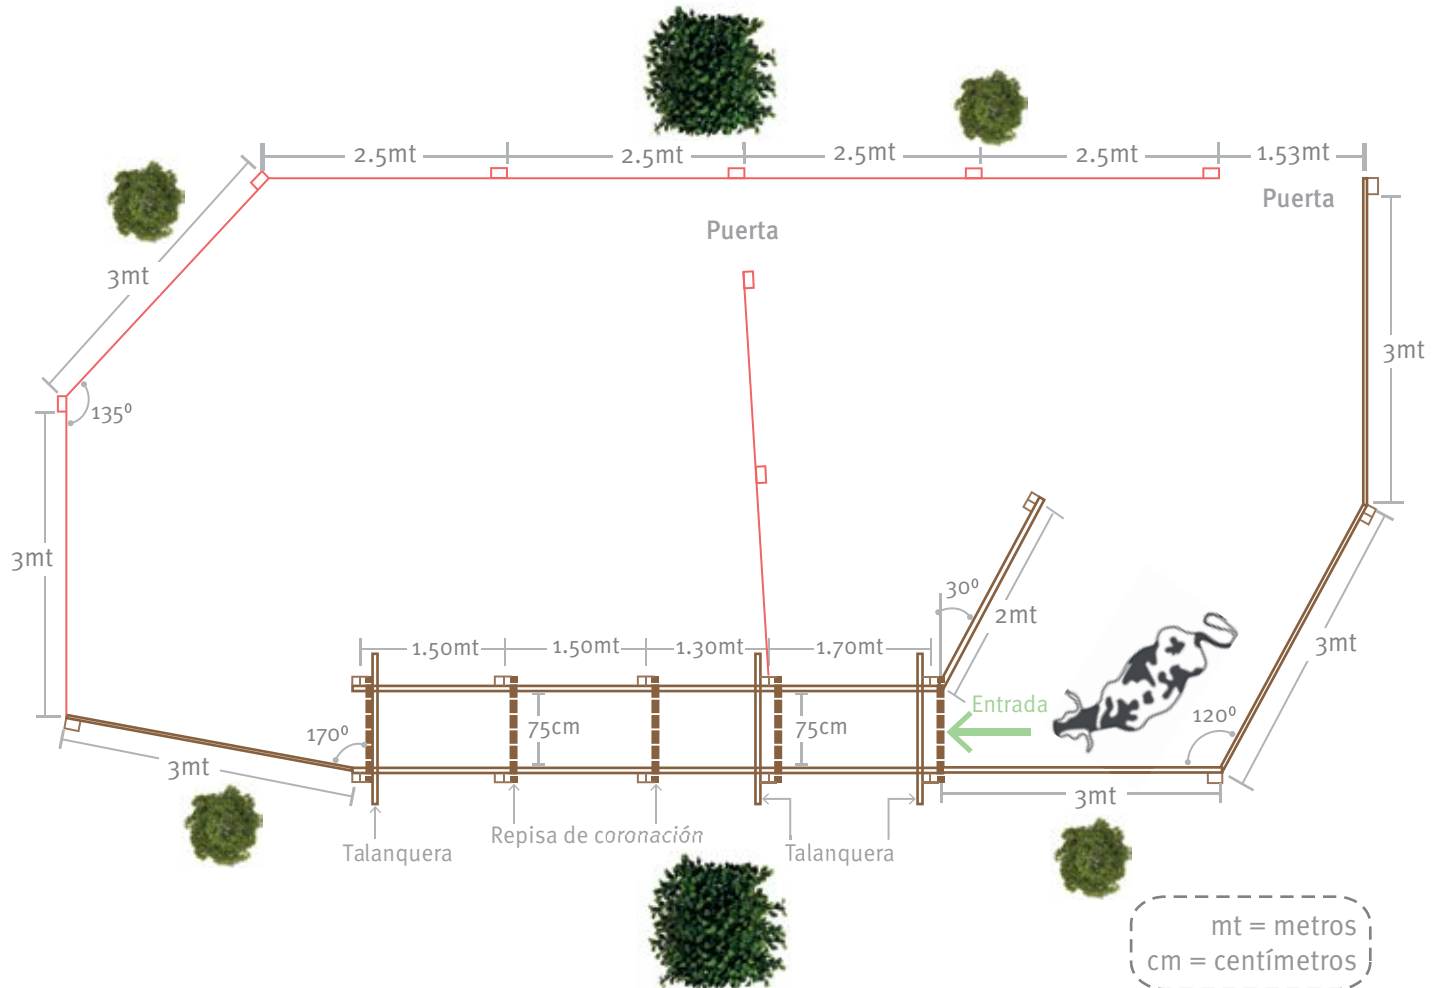 2.5mt
2.5mt
2.5mt
2.5mt
1.53mt
Puerta
Puerta
3mt
3mt
135⁰
3mt
30⁰
2mt
1.50mt
1.50mt
1.30mt
1.70mt
3mt
Entrada
170⁰
75cm
75cm
120⁰
3mt
3mt
Repisa de coronación
Talanquera
Talanquera
mt = metros
cm = centímetros